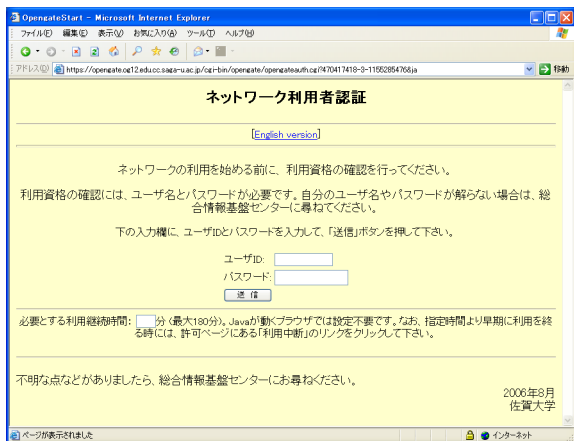 OpengateStart - Microsoft Internet Explorer
ファイル(F) 編集(E) 表示(V) お気に入り(A) ツール(T) ヘルプ(H)
アドレス(D) https://opengate.og12.edu.cc.saga-u.ac.jp/cgi-bin/opengate/opengateauth.cgi?470417418-3-1155285476&ja 移動
ネットワーク利用者認証
[English version]
ネットワークの利用を始める前に、利用資格の確認を行ってください。
利用資格の確認には、ユーザ名とパスワードが必要です。自分のユーザ名やパスワードが解らない場合は、総
合情報基盤センターに尋ねてください。
下の入力欄に、ユーザIDとパスワードを入力して、「送信」ボタンを押して下さい。
ユーザID:
パスワード:
送信
必要とする利用継続時間: 分 (最大180分)。Javaが動くブラウザでは設定不要です。なお、指定時間より早期に利用を終
る時には、許可ページにある「利用中断」のリンクをクリックして下さい。
不明な点などがありましたら、総合情報基盤センターにお尋ねください。
2006年8月
佐賀大学
ページが表示されました インターネット